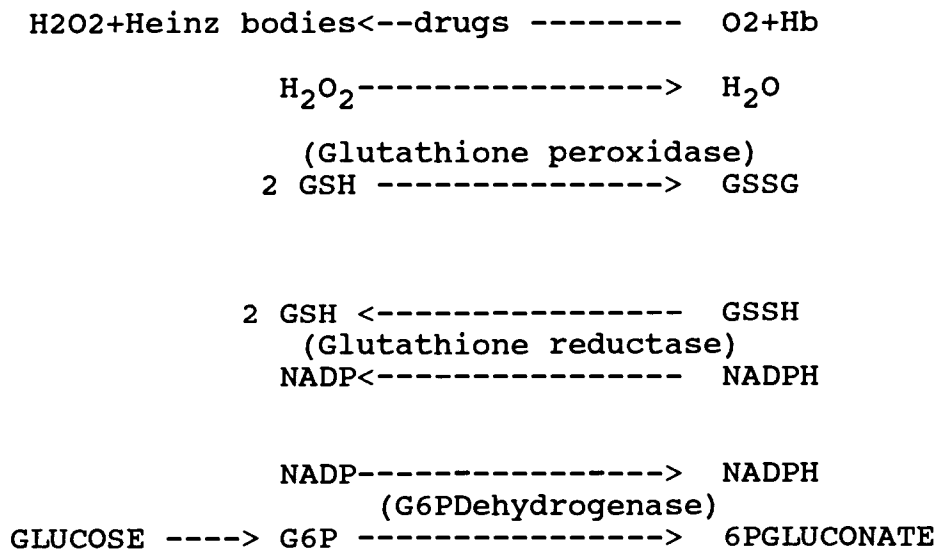 H2O2+Heinz bodies<--drugs -------- O2+Hb
H₂O₂----------------> H₂O
(Glutathione peroxidase)
2 GSH ---------------> GSSG
2 GSH <---------------- GSSH
(Glutathione reductase)
NADP<---------------- NADPH
NADP----------------> NADPH
(G6PDehydrogenase)
GLUCOSE ----> G6P ----------------> 6PGLUCONATE